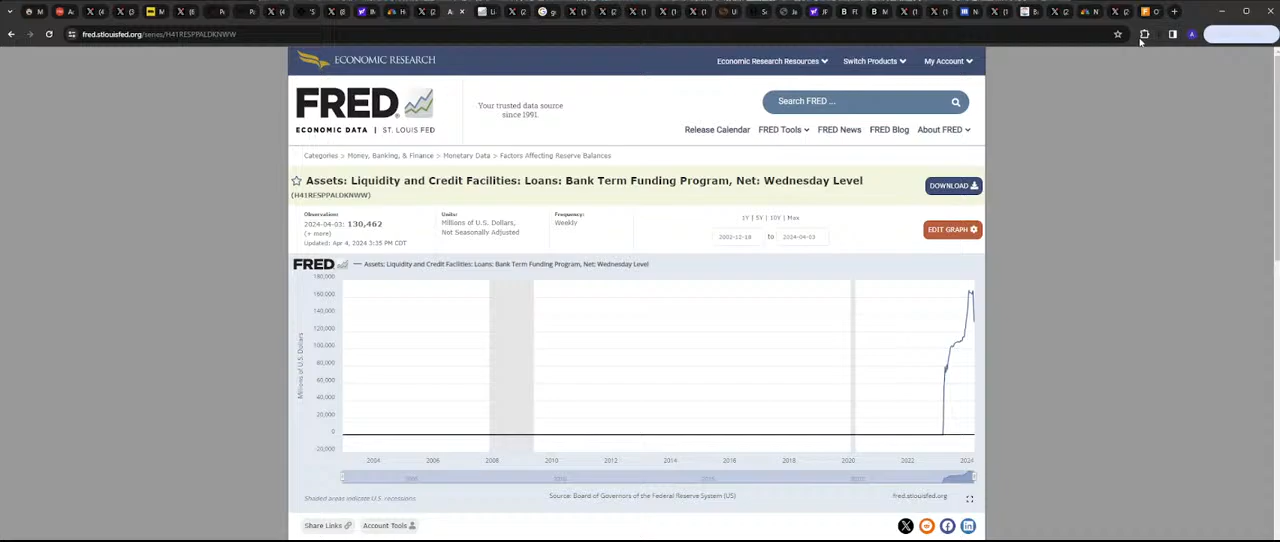 fred.stlouisfed.org/series/H41RESPPALDKNWW
ECONOMIC RESEARCH
Economic Research Resources
Switch Products
My Account
FRED
ECONOMIC DATA | ST. LOUIS FED
Your trusted data source
since 1991.
Search FRED ...
Release Calendar
FRED Tools
FRED News
FRED Blog
About FRED
Categories > Money, Banking, & Finance > Monetary Data > Factors Affecting Reserve Balances
Assets: Liquidity and Credit Facilities: Loans: Bank Term Funding Program, Net: Wednesday Level
(H41RESPPALDKNWW)
DOWNLOAD
Observation:
2024-04-03: 130,462
(+ more)
Updated: Apr 4, 2024 3:35 PM CDT
Units:
Millions of U.S. Dollars,
Not Seasonally Adjusted
Frequency:
Weekly
1Y | 5Y | 10Y | Max
2002-12-18 to 2024-04-03
EDIT GRAPH
FRED
Assets: Liquidity and Credit Facilities: Loans: Bank Term Funding Program, Net: Wednesday Level
180,000
160,000
140,000
120,000
100,000
80,000
60,000
40,000
20,000
0
-20,000
Millions of U.S. Dollars
2004 2006 2008 2010 2012 2014 2016 2018 2020 2022 2024
Shaded areas indicate U.S. recessions.
Source: Board of Governors of the Federal Reserve System (US)
fred.stlouisfed.org
Share Links
Account Tools